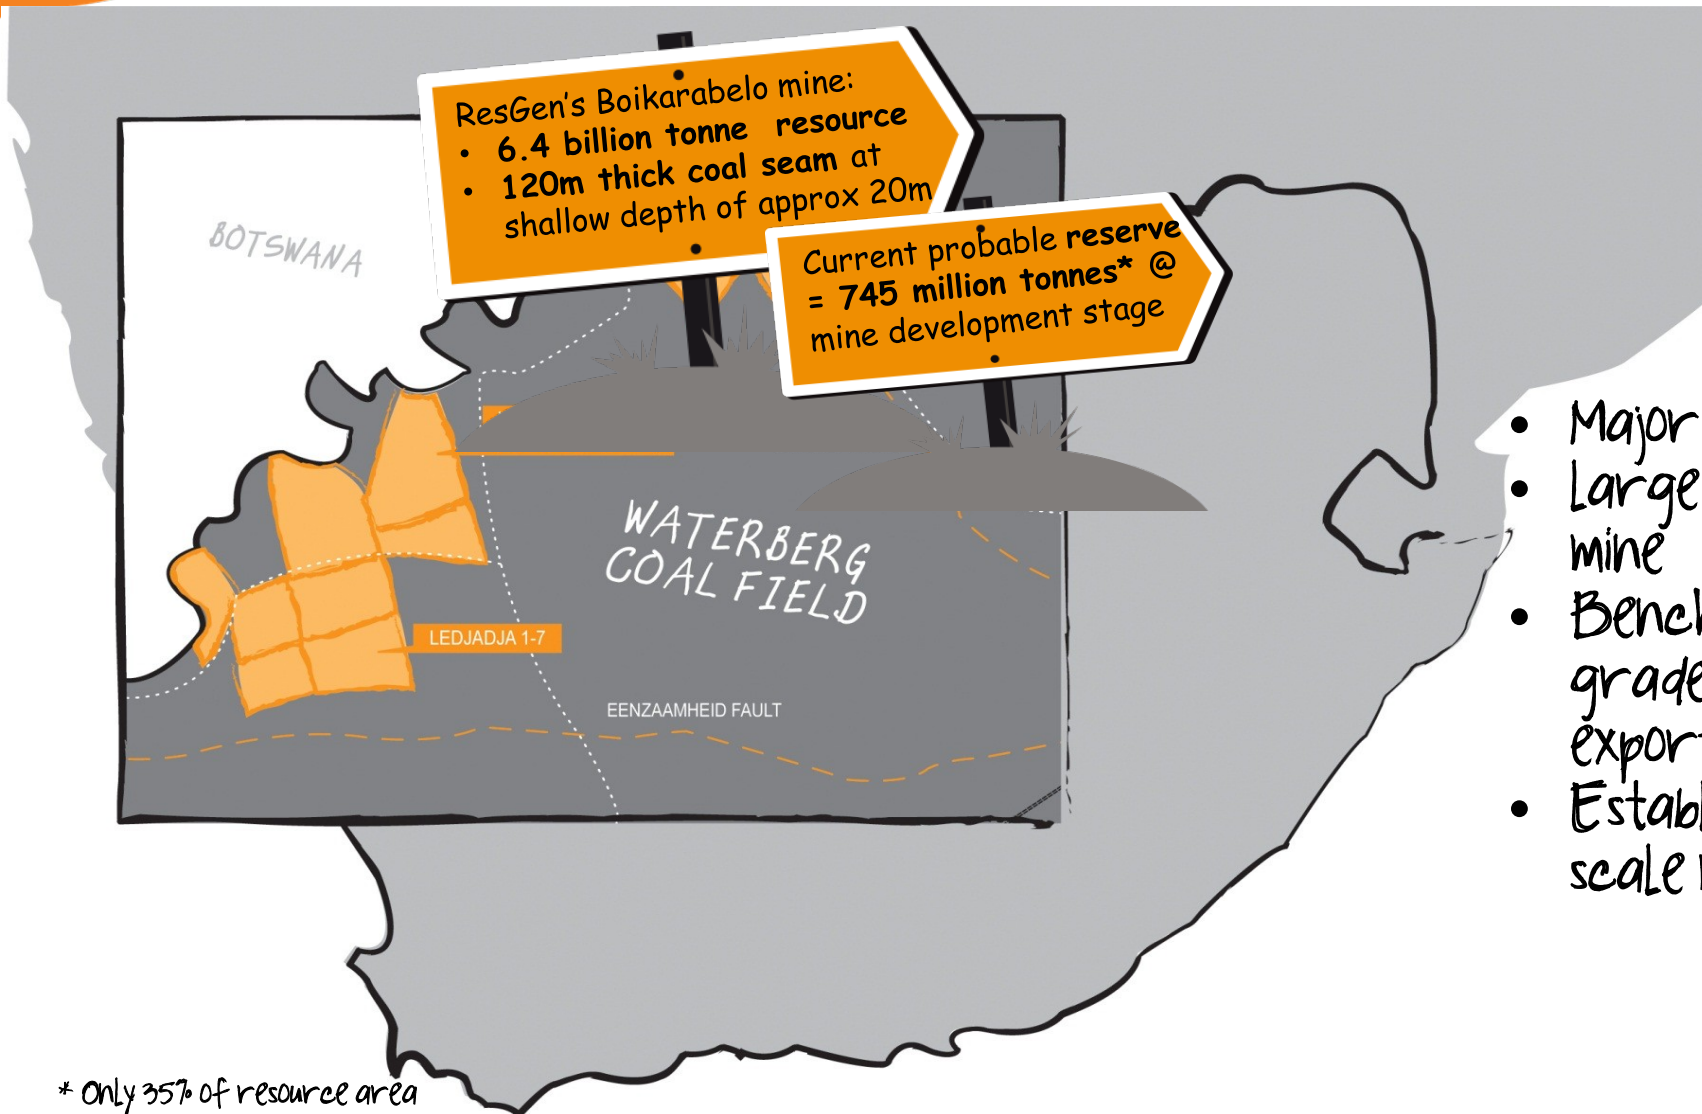 ResGen's Boikarabelo mine:
• 6.4 billion tonne resource
• 120m thick coal seam at
shallow depth of approx 20m
Current probable reserve
= 745 million tonnes* @
mine development stage
BOTSWANA
WATERBERG
COAL FIELD
LEDJADJA 1-7
EENZAAMHEID FAULT
• Major
• Large
mine
• Bench
grade
export
• Establ
scale
* Only 35% of resource area